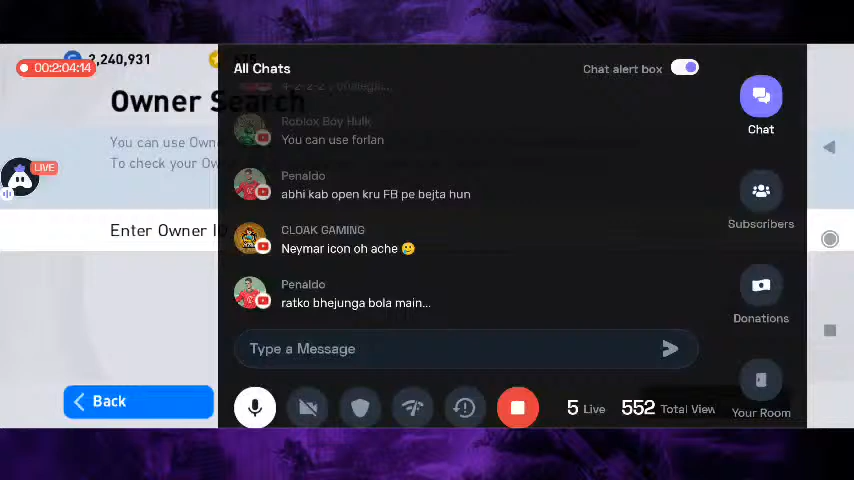 2,240,931
00:2:04:14
All Chats
Chat alert box
Owner Search
Roblox Boy Hulk
You can use forlan
You can use Own
To check your Ow
LIVE
Penaldo
abhi kab open kru FB pe bejta hun
Enter Owner I
CLOAK GAMING
Neymar icon oh ache 🥲
Penaldo
ratko bhejunga bola main...
Type a Message
Back
5 Live
552 Total View
Chat
Subscribers
Donations
Your Room